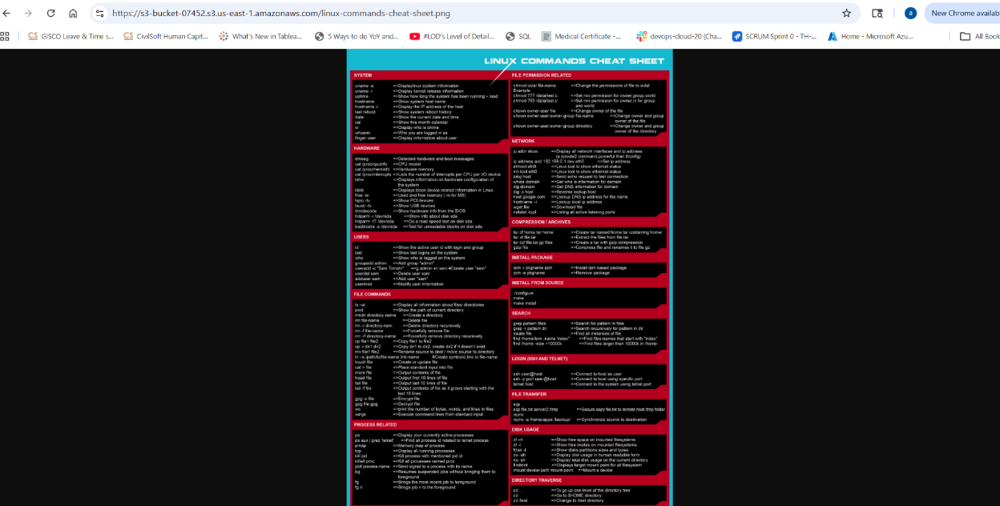 https://s3-bucket-07452.s3.us-east-1.amazonaws.com/linux-commands-cheat-sheet.png
a
New Chrome availab
GISCO Leave & Time s...
CivilSoft Human Capit...
What's New in Tablea...
5 Ways to do YoY and...
#LOD's Level of Detail...
SQL
Medical Certificate -...
devops-cloud-20 (Cha...
SCRUM Sprint 0 - TH-...
Home - Microsoft Azu...
All Book
LINUX COMMANDS CHEAT SHEET
SYSTEM
uname -a =>Displaylinux system information
uname -r =>Display kernel release information
uptime =>Show how long the system has been running + load
hostname =>Show system host name
hostname -i =>Display the IP address of the host
last reboot =>Show system reboot history
date =>Show the current date and time
cal =>Show this month calendar
w =>Display who is online
whoami =>Who you are logged in as
finger user =>Display information about user
HARDWARE
dmesg =>Detected hardware and boot messages
cat /proc/cpuinfo =>CPU model
cat /proc/meminfo =>Hardware memory
cat /proc/interrupts =>Lists the number of interrupts per CPU per I/O device
lshw =>Displays information on hardware configuration of
the system
lsblk =>Displays block device related information in Linux
free -m =>Used and free memory (-m for MB)
lspci -tv =>Show PCI devices
lsusb -tv =>Show USB devices
dmidecode =>Show hardware info from the BIOS
hdparm -i /dev/sda =>Show info about disk sda
hdparm -tT /dev/sda =>Do a read speed test on disk sda
badblocks -s /dev/sda =>Test for unreadable blocks on disk sda
USERS
id =>Show the active user id with login and group
last =>Show last logins on the system
who =>Show who is logged on the system
groupadd admin =>Add group "admin"
useradd -c "Sam Tomshi" =>g admin -m sam #Create user "sam"
userdel sam =>Delete user sam
adduser sam =>Add user "sam"
usermod =>Modify user information
FILE COMMANDS
ls -al =>Display all information about files/ directories
pwd =>Show the path of current directory
mkdir directory-name =>Create a directory
rm file-name =>Delete file
rm -r directory-nam =>Delete directory recursively
rm -f file-name =>Forcefully remove file
rm -rf directory-name =>Forcefully remove directory recursively
cp file1 file2 =>Copy file1 to file2
cp -r dir1 dir2 =>Copy dir1 to dir2, create dir2 if it doesn't exist
mv file1 file2 =>Rename source to dest / move source to directory
ln -s /path/to/file-name link-name #Create symbolic link to file-name
touch file =>Create or update file
cat > file =>Place standard input into file
more file =>Output contents of file
head file =>Output first 10 lines of file
tail file =>Output last 10 lines of file
tail -f file =>Output contents of file as it grows starting with the
last 10 lines
gpg -c file =>Encrypt file
gpg file.gpg =>Decrypt file
wc =>print the number of bytes, words, and lines in files
xargs =>Execute command lines from standard input
PROCESS RELATED
ps =>Display your currently active processes
ps aux | grep 'telnet' =>Find all process id related to telnet process
pmap =>Memory map of process
top =>Display all running processes
kill pid =>Kill process with mentioned pid id
killall proc =>Kill all processes named proc
pkill process-name =>Send signal to a process with its name
bg =>Resumes suspended jobs without bringing them to
foreground
fg =>Brings the most recent job to foreground
fg n =>Brings job n to the foreground
FILE PERMISSION RELATED
chmod octal file-name =>Change the permissions of file to octal
Example
chmod 777 /data/test.c =>Set rwx permission for owner,group,world
chmod 755 /data/test.c =>Set rwx permission for owner,rx for group
and world
chown owner-user file =>Change owner of the file
chown owner-user:owner-group file-name =>Change owner and group
owner of the file
chown owner-user:owner-group directory =>Change owner and group
owner of the directory
NETWORK
ip addr show =>Display all network interfaces and ip address
(a iproute2 command,powerful than ifconfig)
ip address add 192.168.0.1 dev eth0 =>Set ip address
ethtool eth0 =>Linux tool to show ethernet status
mii-tool eth0 =>Linux tool to show ethernet status
ping host =>Send echo request to test connection
whois domain =>Get who is information for domain
dig domain =>Get DNS information for domain
dig -x host =>Reverse lookup host
host google.com =>Lookup DNS ip address for the name
hostname -i =>Lookup local ip address
wget file =>Download file
netstat -tupl =>Listing all active listening ports
COMPRESSION / ARCHIVES
tar cf home.tar home =>Create tar named home.tar containing home/
tar xf file.tar =>Extract the files from file.tar
tar czf file.tar.gz files =>Create a tar with gzip compression
gzip file =>Compress file and renames it to file.gz
INSTALL PACKAGE
rpm -i pkgname.rpm =>Install rpm based package
rpm -e pkgname =>Remove package
INSTALL FROM SOURCE
./configure
make
make install
SEARCH
grep pattern files =>Search for pattern in files
grep -r pattern dir =>Search recursively for pattern in dir
locate file =>Find all instances of file
find /home/tom -name 'index*' =>Find files names that start with "index"
find /home -size +10000k =>Find files larger than 10000k in /home
LOGIN (SSH AND TELNET)
ssh user@host =>Connect to host as user
ssh -p port user@host =>Connect to host using specific port
telnet host =>Connect to the system using telnet port
FILE TRANSFER
scp
scp file.txt server2:/tmp =>Secure copy file.txt to remote host /tmp folder
rsync
rsync -a /home/apps /backup/ =>Synchronize source to destination
DISK USAGE
df -h =>Show free space on mounted filesystems
df -i =>Show free inodes on mounted filesystems
fdisk -l =>Show disks partitions sizes and types
du -ah =>Display disk usage in human readable form
du -sh =>Display total disk usage on the current directory
findmnt =>Displays target mount point for all filesystem
mount device-path mount-point =>Mount a device
DIRECTORY TRAVERSE
cd .. =>To go up one level of the directory tree
cd =>Go to $HOME directory
cd /test =>Change to /test directory